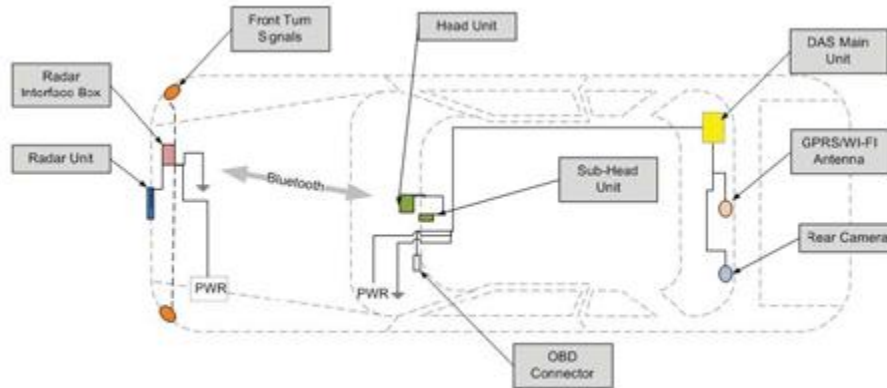 Front Turn
Signals
Head Unit
DAS Main
Unit
Radar
Interface Box
Radar Unit
GPRS/WI-FI
Antenna
Bluetooth
Sub-Head
Unit
Rear Camera
PWR
PWR
OBD
Connector